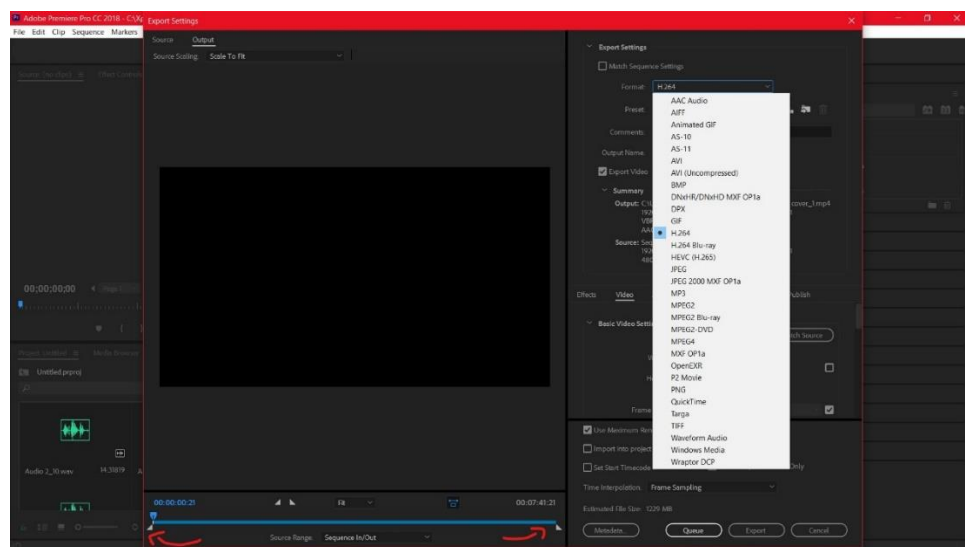 Adobe Premiere Pro CC 2018 - C:\
Export Settings
File Edit Clip Sequence Markers
Source Output
Source Scaling: Scale To Fit
Export Settings
Match Sequence Settings
Format: H.264
Preset:
Comments:
Output Name:
Export Video
Summary
Output:
cover_1.mp4
Source:
AAC Audio
AIFF
Animated GIF
AS-10
AS-11
AVI
AVI (Uncompressed)
BMP
DNxHR/DNxHD MXF OP1a
DPX
GIF
H.264
H.264 Blu-ray
HEVC (H.265)
JPEG
JPEG 2000 MXF OP1a
MP3
MPEG2
MPEG2 Blu-ray
MPEG2-DVD
MPEG4
MXF OP1a
OpenEXR
P2 Movie
PNG
QuickTime
Targa
TIFF
Waveform Audio
Windows Media
Wraptor DCP
Effects Video
Basic Video
Frame
Use Maximum
Import into project
Set Start Timecode
Only
Time Interpolation: Frame Sampling
Estimated File Size: 1229 MB
Metadata... Queue Export Cancel
00;00;00;00
Untitled.prproj
Audio 2_10.wav
00:00:00:21
Fit
00:07:41:21
Source Range: Sequence In/Out